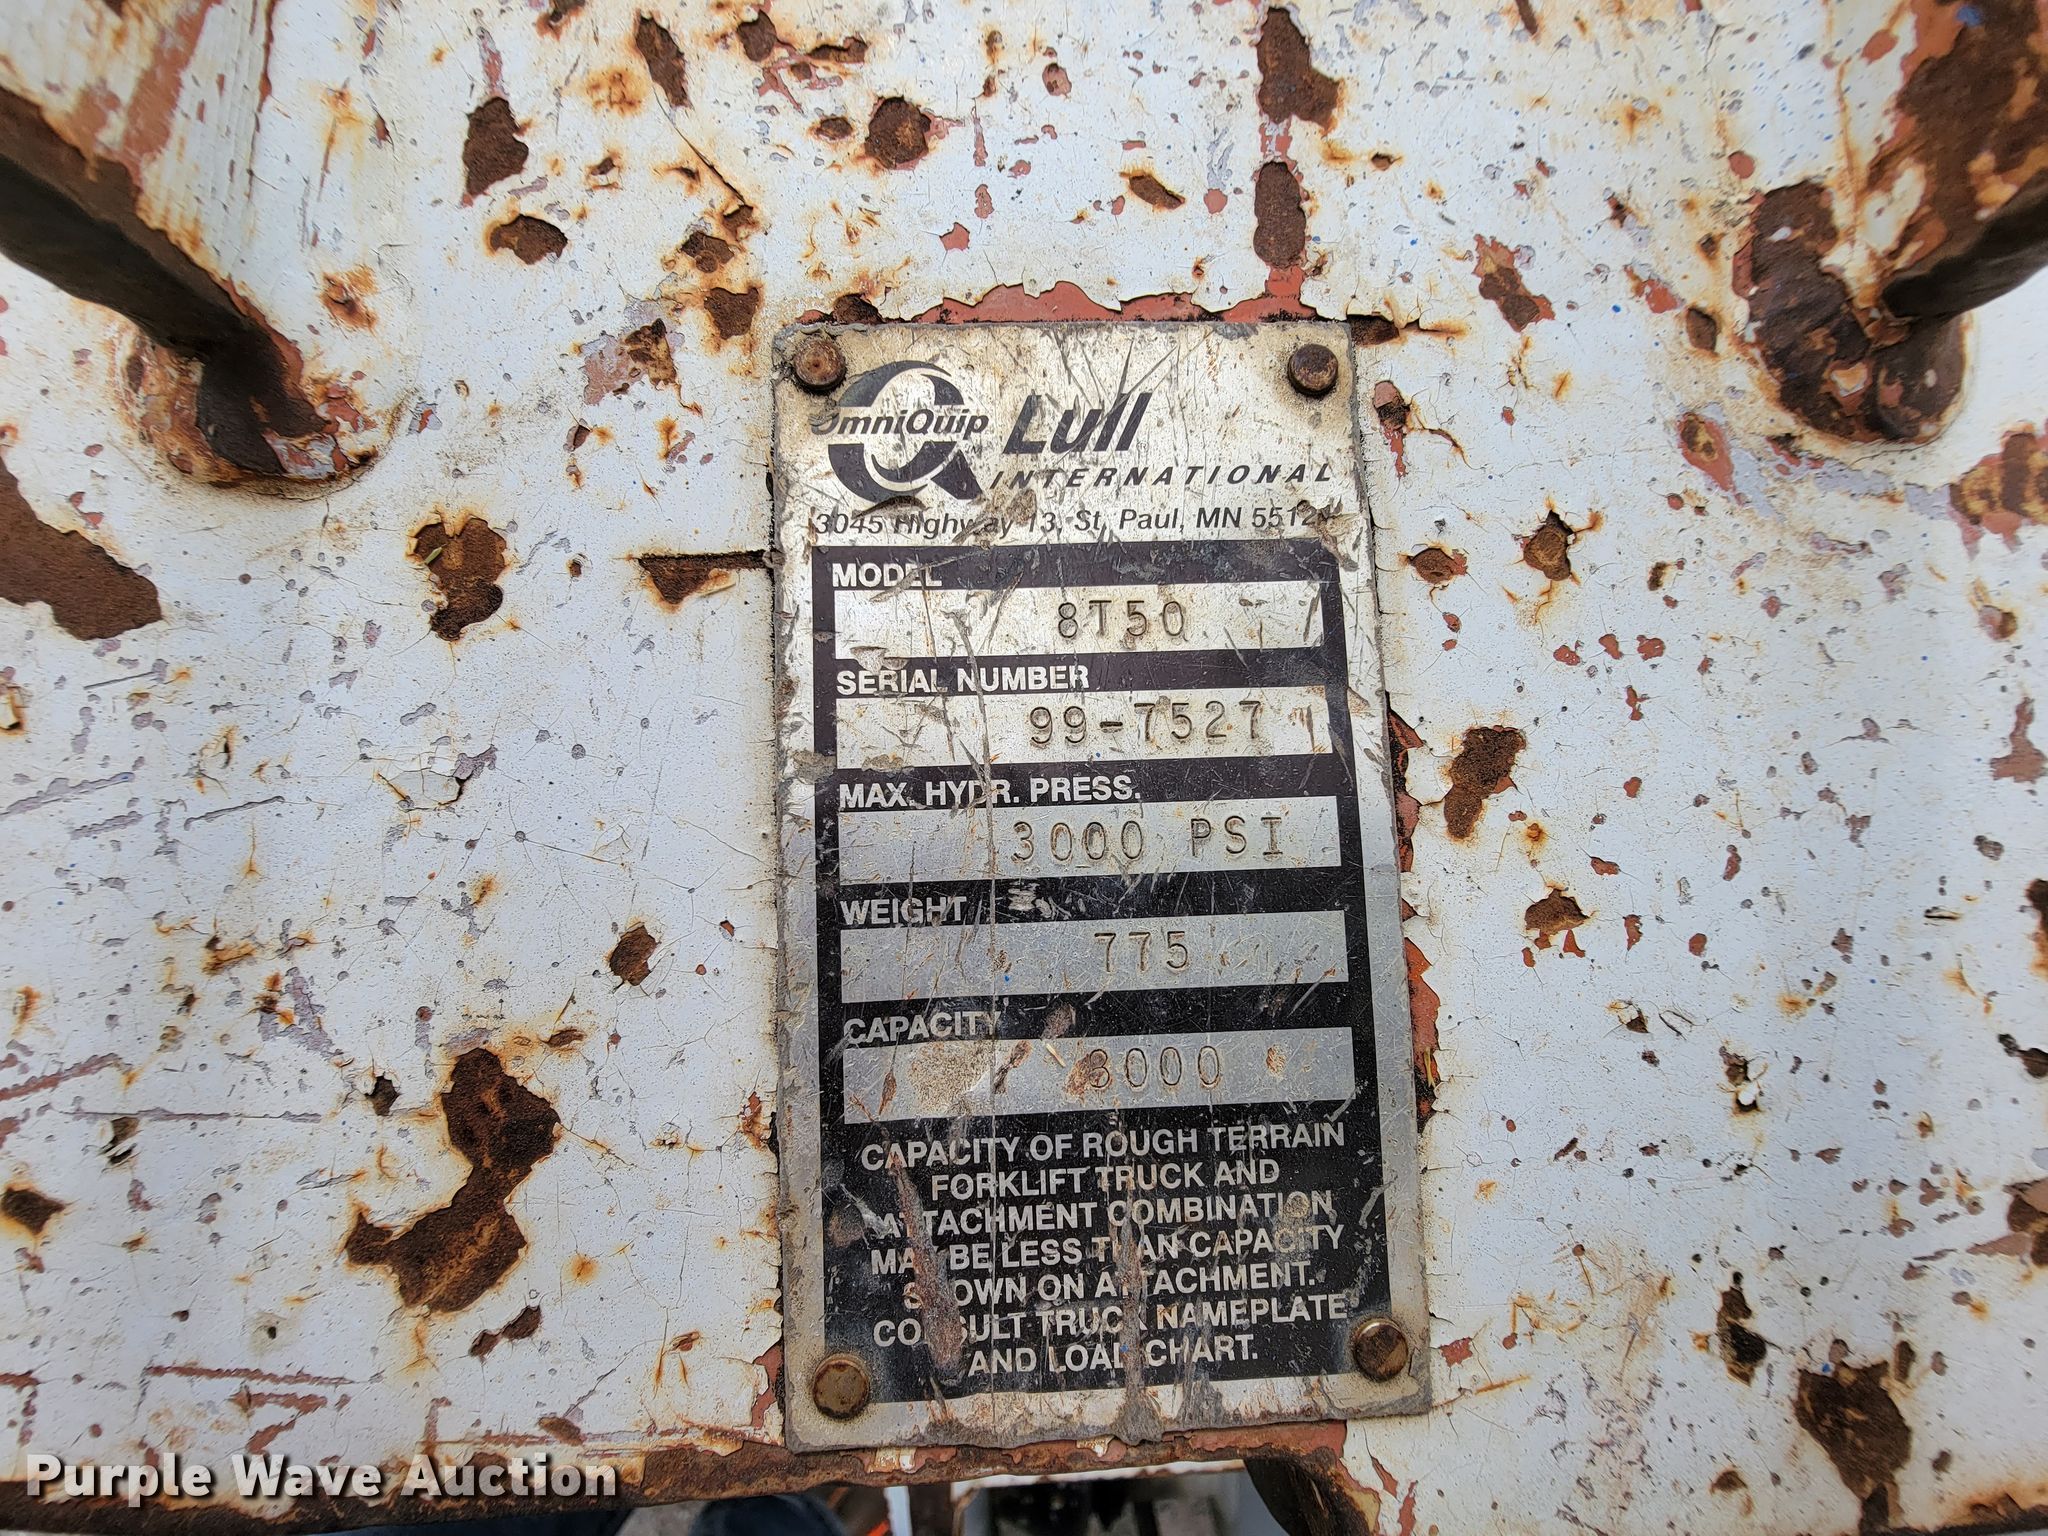 OmniQuip Lull
INTERNATIONAL
3045 Highway 13, St. Paul, MN 55121
MODEL
8T50
SERIAL NUMBER
99-7527
MAX. HYDR. PRESS.
3000 PSI
WEIGHT
775
CAPACITY
8000
CAPACITY OF ROUGH TERRAIN
FORKLIFT TRUCK AND
ATTACHMENT COMBINATION
MAY BE LESS THAN CAPACITY
SHOWN ON ATTACHMENT.
CONSULT TRUCK NAMEPLATE
AND LOAD CHART.
Purple Wave Auction